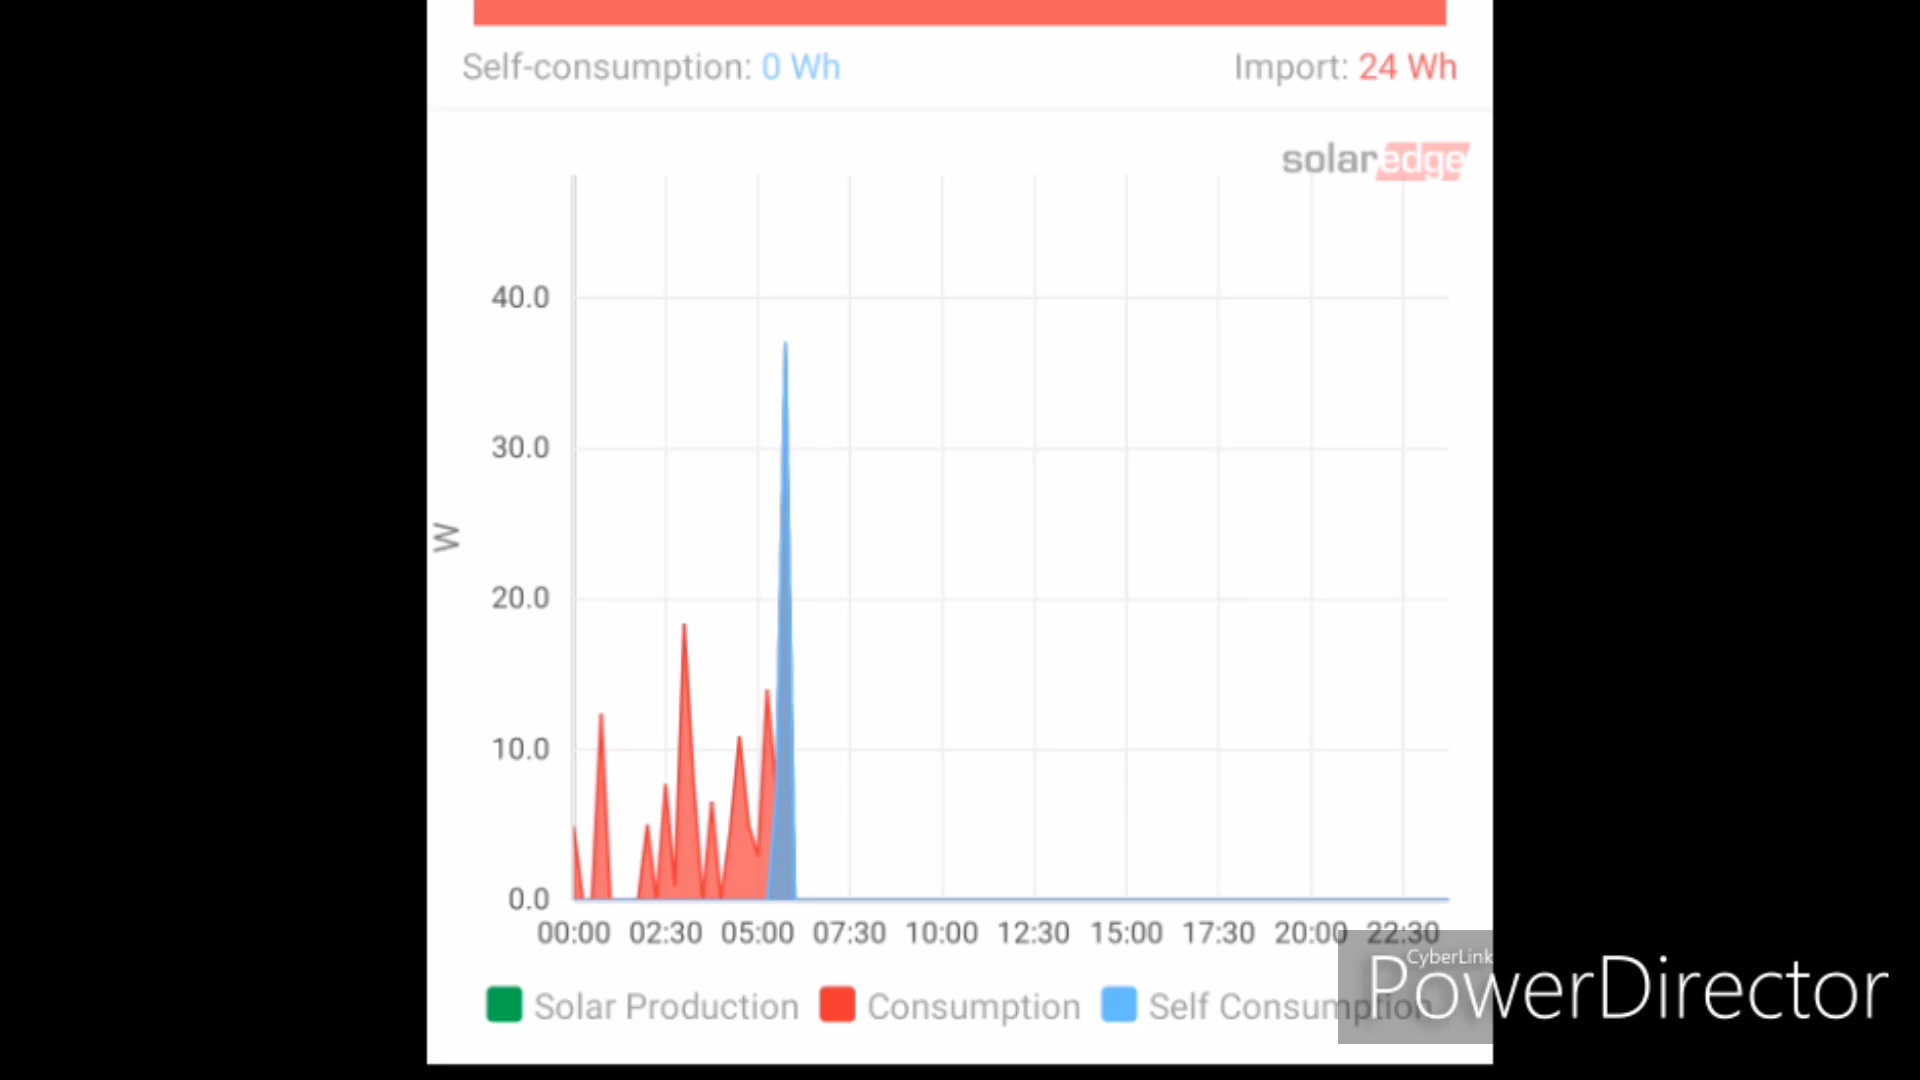 Self-consumption: 0 Wh Import: 24 Wh
solaredge
40.0
30.0
W
20.0
10.0
0.0
00:00 02:30 05:00 07:30 10:00 12:30 15:00 17:30 20:00 22:30
Solar Production Consumption Self Consumption
CyberLink
PowerDirector